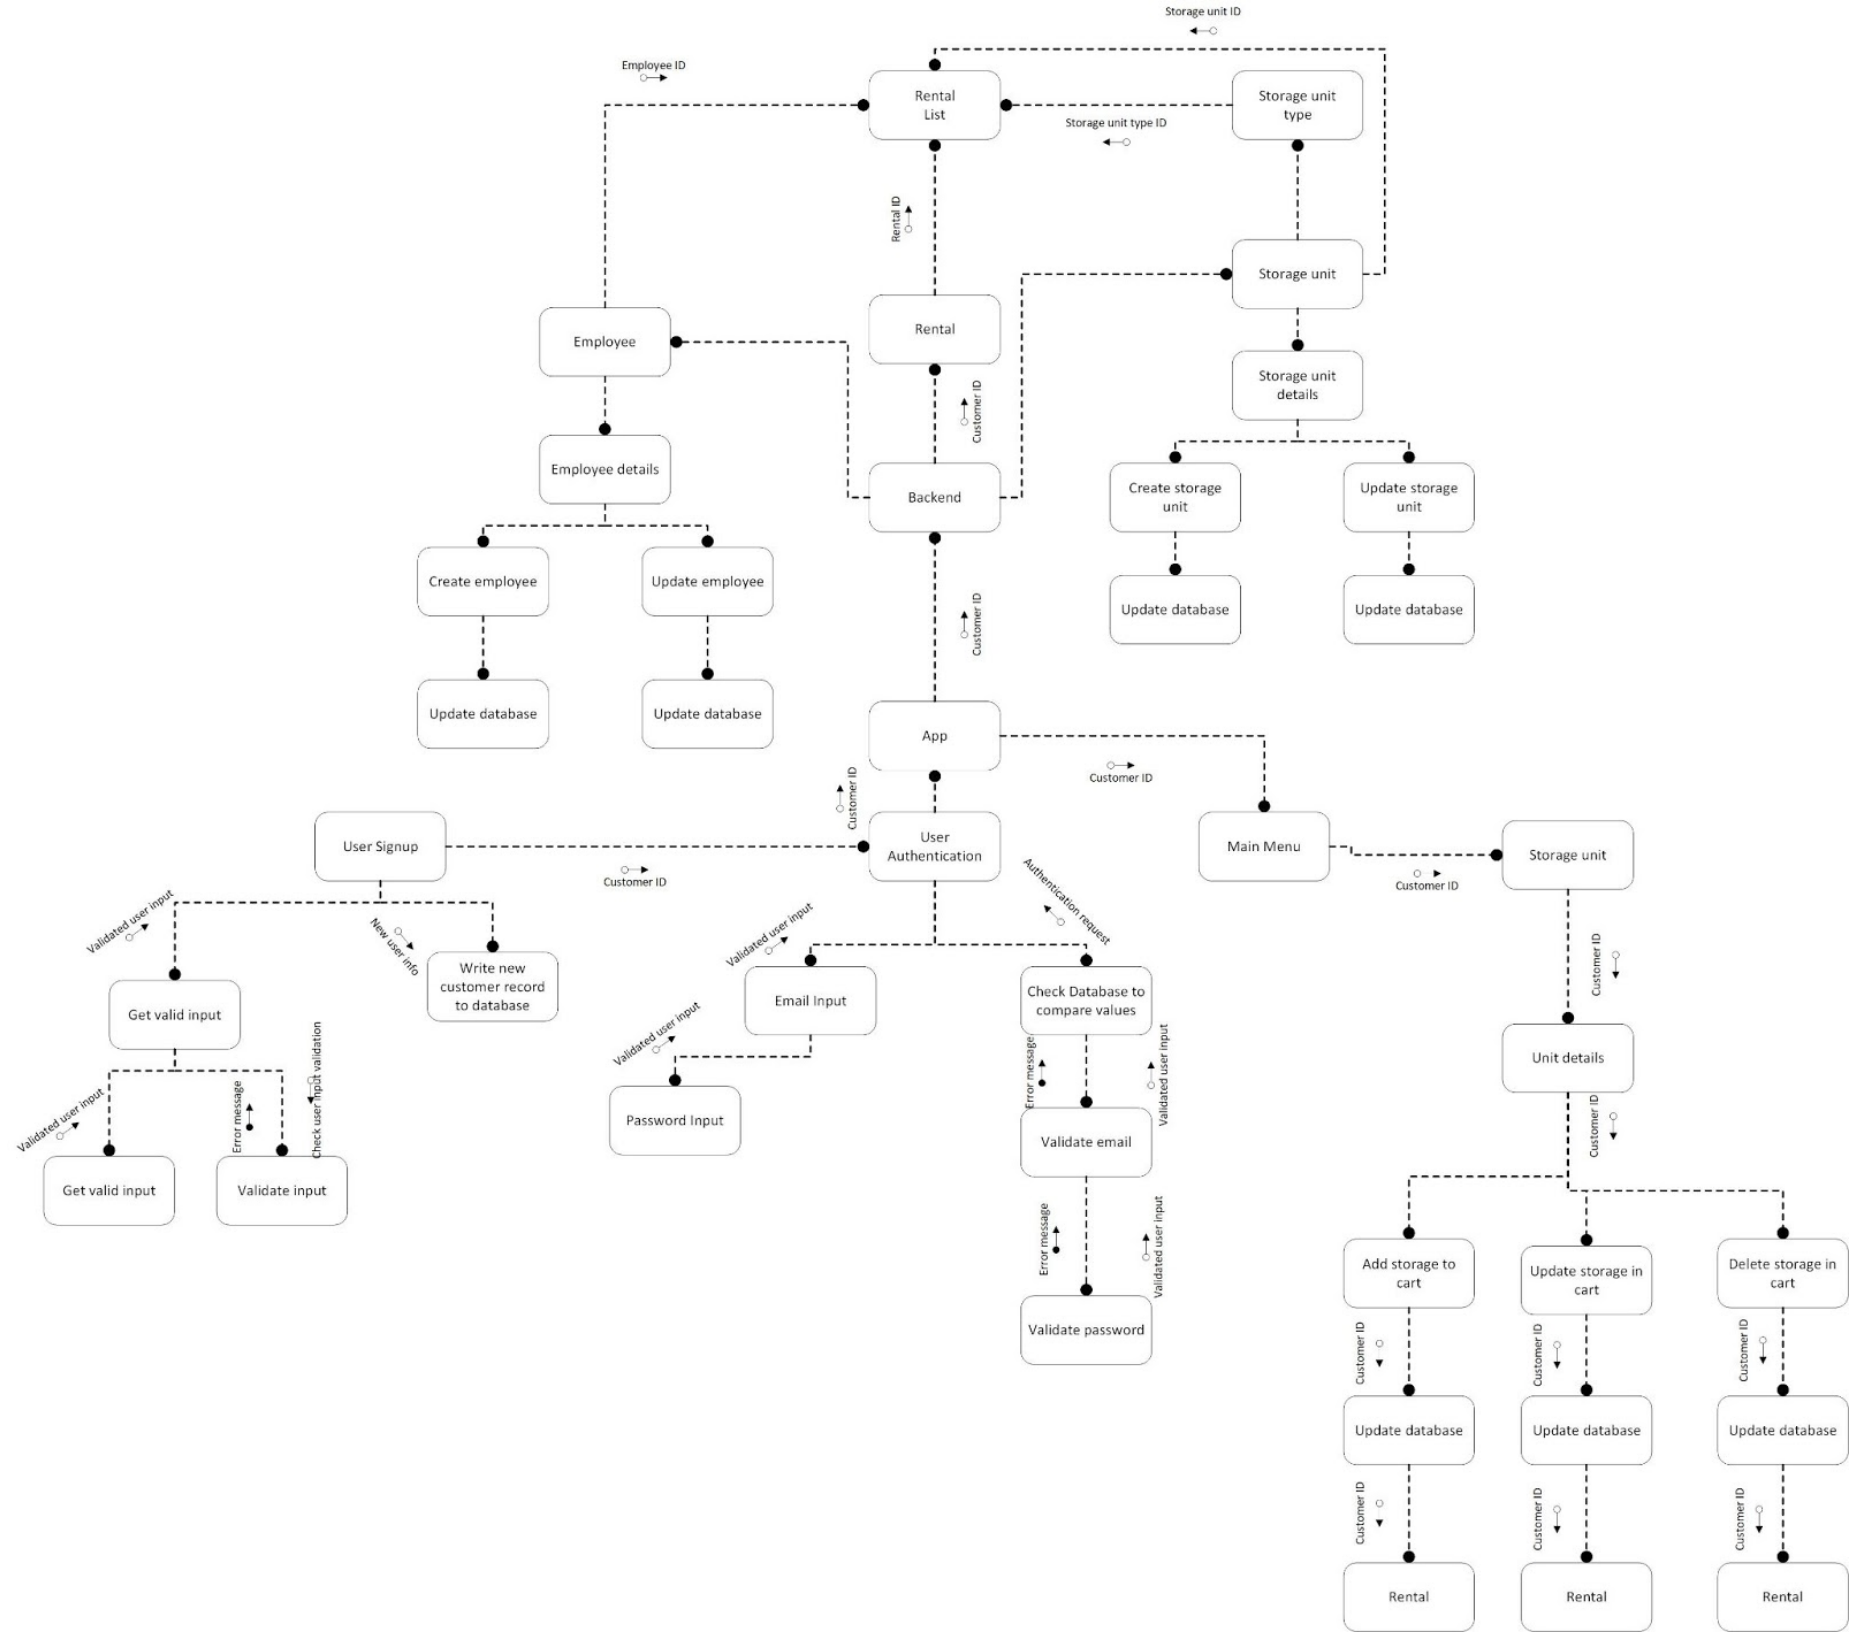 Storage unit ID
Employee ID
Rental
List
Storage unit
type
Storage unit type ID
Rental ID
Storage unit
Rental
Employee
Storage unit
details
Customer ID
Employee details
Backend
Create storage
unit
Update storage
unit
Create employee
Update employee
Update database
Update database
Customer ID
Update database
Update database
App
Customer ID
Customer ID
User Signup
User
Authentication
Main Menu
Storage unit
Customer ID
Customer ID
Validated user input
New user info
Validated user input
Authentication request
Write new
customer record
to database
Email Input
Check Database to
compare values
Customer ID
Get valid input
Validated user input
Unit details
Check user input validation
Error message
Validated user input
Error message
Validated user input
Customer ID
Password Input
Validate email
Get valid input
Validate input
Error message
Validated user input
Add storage to
cart
Update storage in
cart
Delete storage in
cart
Validate password
Customer ID
Customer ID
Customer ID
Update database
Update database
Update database
Customer ID
Customer ID
Customer ID
Rental
Rental
Rental